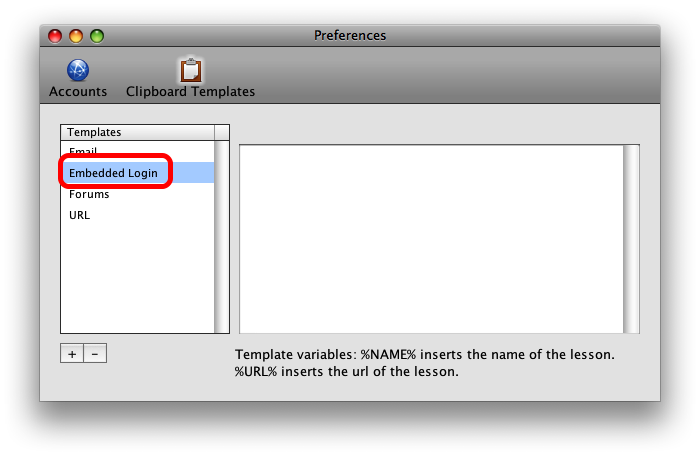 Preferences
Accounts
Clipboard Templates
Templates
Email
Embedded Login
Forums
URL
+
-
Template variables: %NAME% inserts the name of the lesson.
%URL% inserts the url of the lesson.